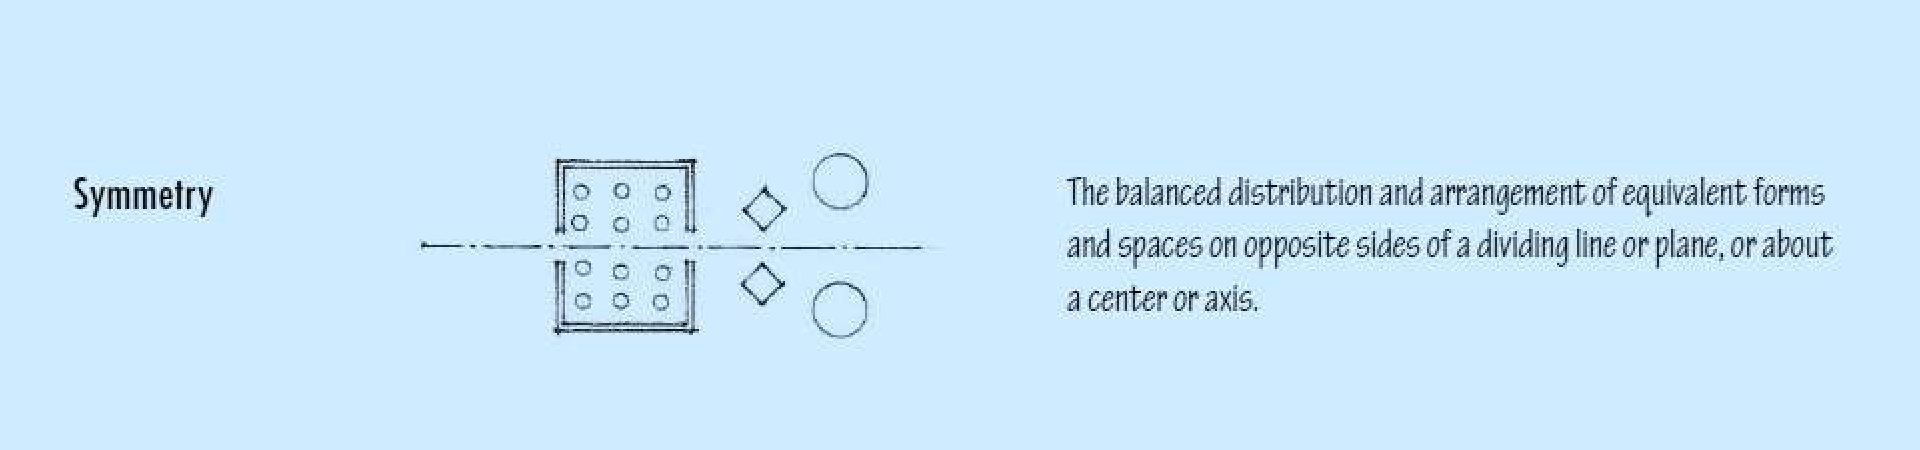 Symmetry
The balanced distribution and arrangement of equivalent forms
and spaces on opposite sides of a dividing line or plane, or about
a center or axis.